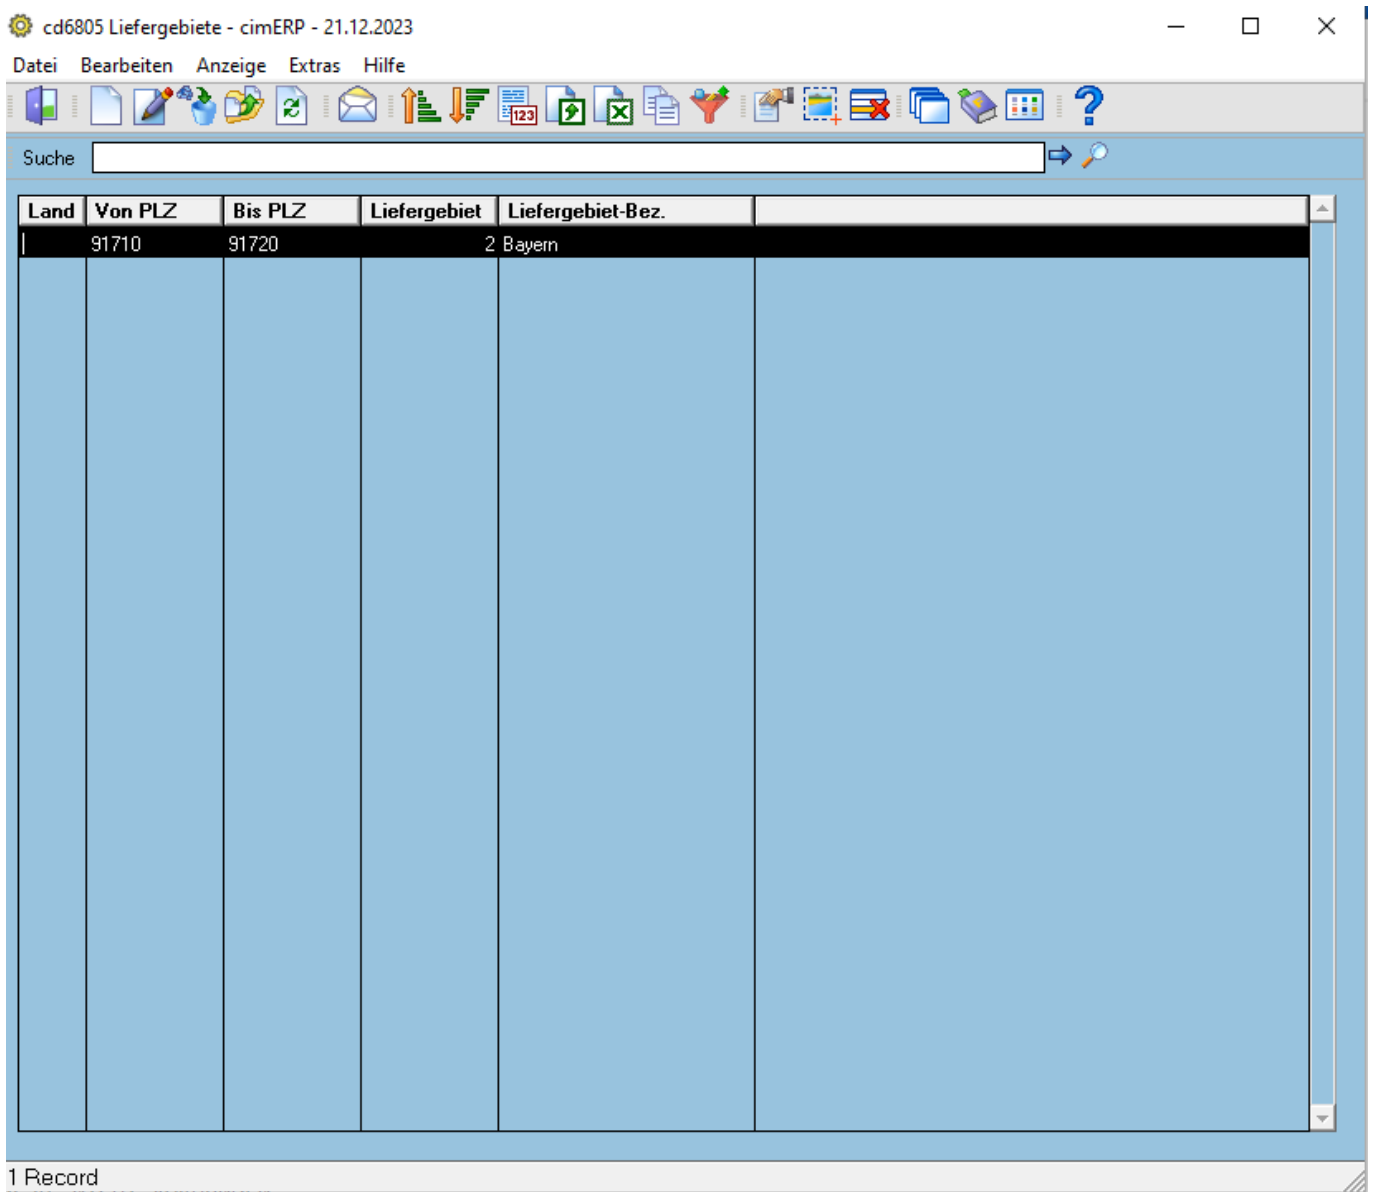 cd6805 Liefergebiete - cimERP - 21.12.2023
Datei Bearbeiten Anzeige Extras Hilfe
123
Suche
Land Von PLZ Bis PLZ Liefergebiet Liefergebiet-Bez.
91710 91720 2 Bayern
1 Record